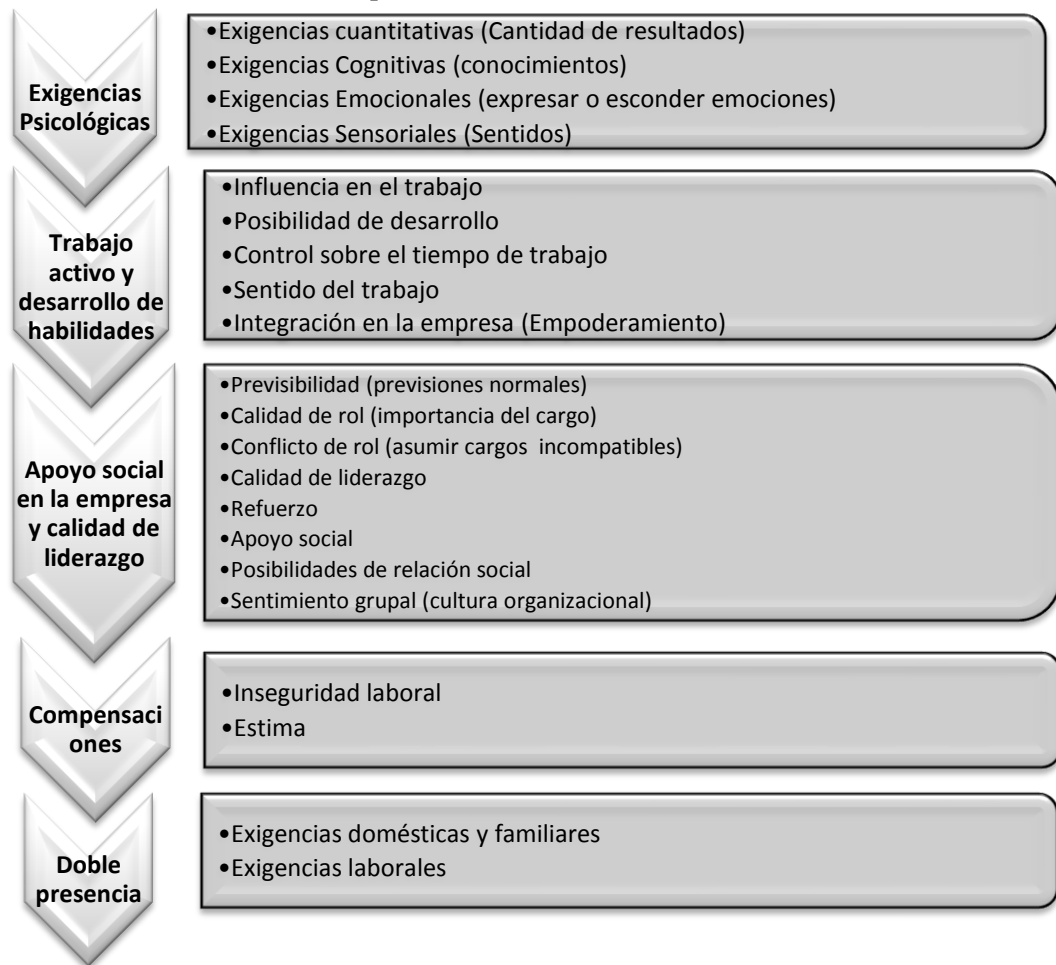 Exigencias
Psicológicas
•Exigencias cuantitativas (Cantidad de resultados)
•Exigencias Cognitivas (conocimientos)
•Exigencias Emocionales (expresar o esconder emociones)
•Exigencias Sensoriales (Sentidos)
Trabajo
activo y
desarrollo de
habilidades
•Influencia en el trabajo
•Posibilidad de desarrollo
•Control sobre el tiempo de trabajo
•Sentido del trabajo
•Integración en la empresa (Empoderamiento)
Apoyo social
en la empresa
y calidad de
liderazgo
•Previsibilidad (previsiones normales)
•Calidad de rol (importancia del cargo)
•Conflicto de rol (asumir cargos  incompatibles)
•Calidad de liderazgo
•Refuerzo
•Apoyo social
•Posibilidades de relación social
•Sentimiento grupal (cultura organizacional)
Compensaci
ones
•Inseguridad laboral
•Estima
Doble
presencia
•Exigencias domésticas y familiares
•Exigencias laborales